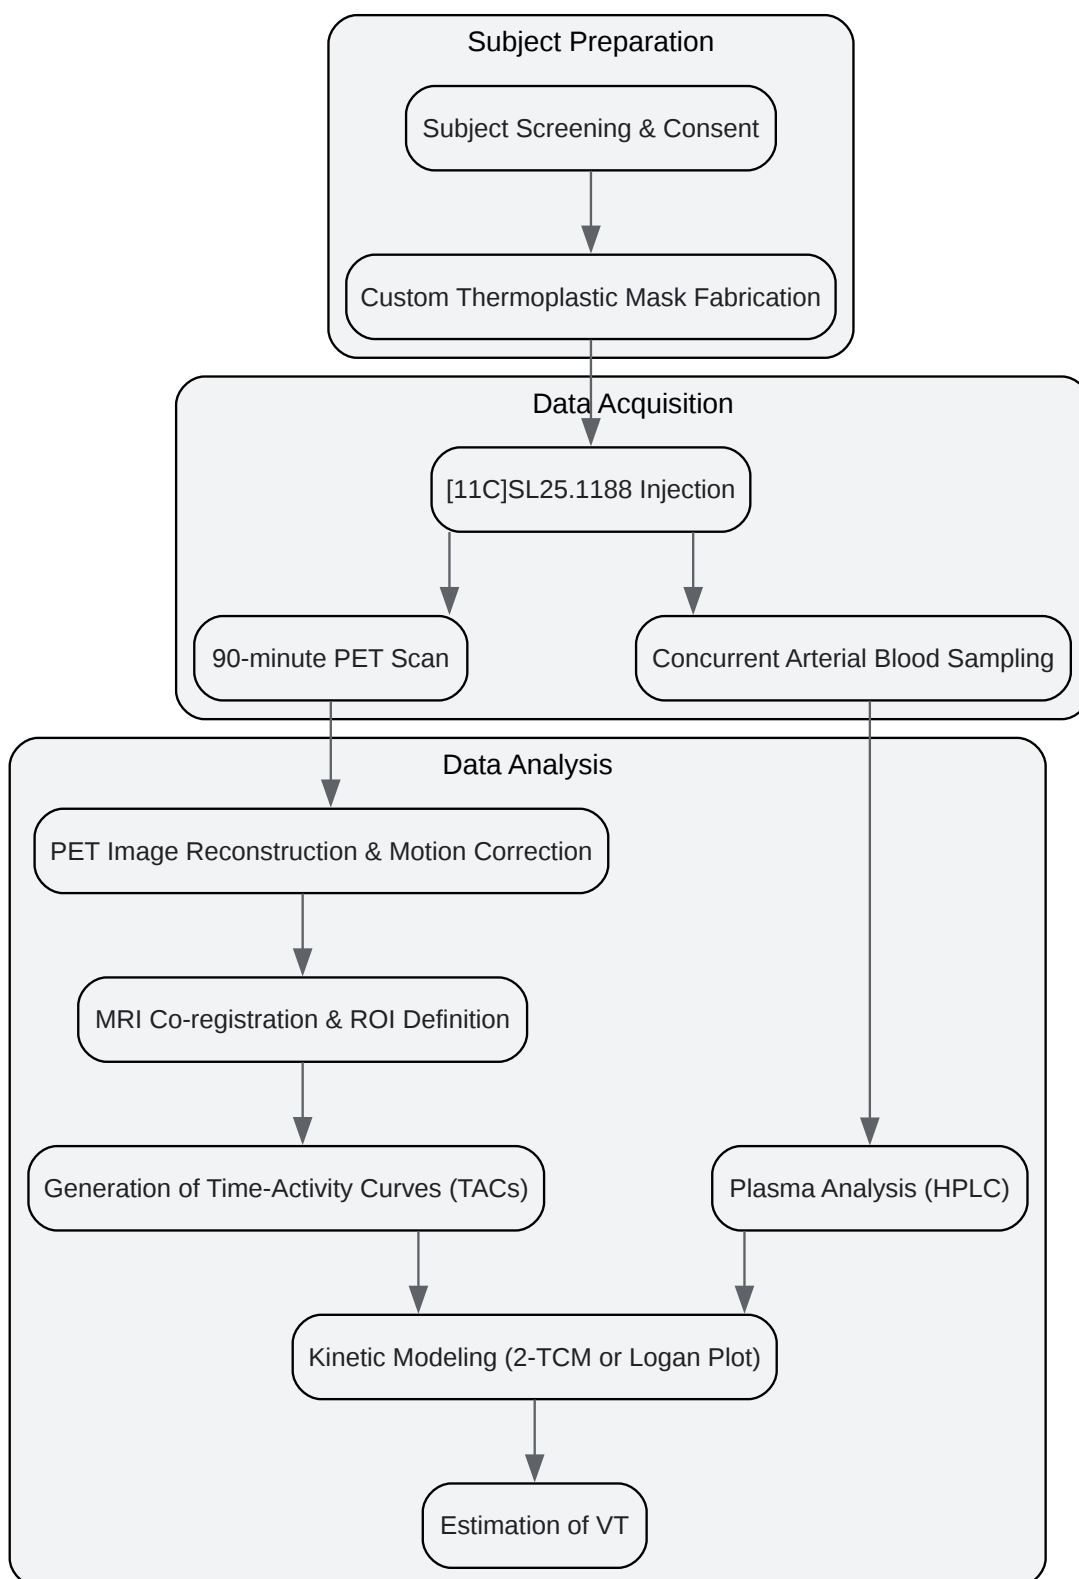 Subject Preparation
Subject Screening & Consent
Custom Thermoplastic Mask Fabrication
Data Acquisition
[11C]SL25.1188 Injection
90-minute PET Scan
Concurrent Arterial Blood Sampling
Data Analysis
PET Image Reconstruction & Motion Correction
MRI Co-registration & ROI Definition
Generation of Time-Activity Curves (TACs)
Plasma Analysis (HPLC)
Kinetic Modeling (2-TCM or Logan Plot)
Estimation of VT